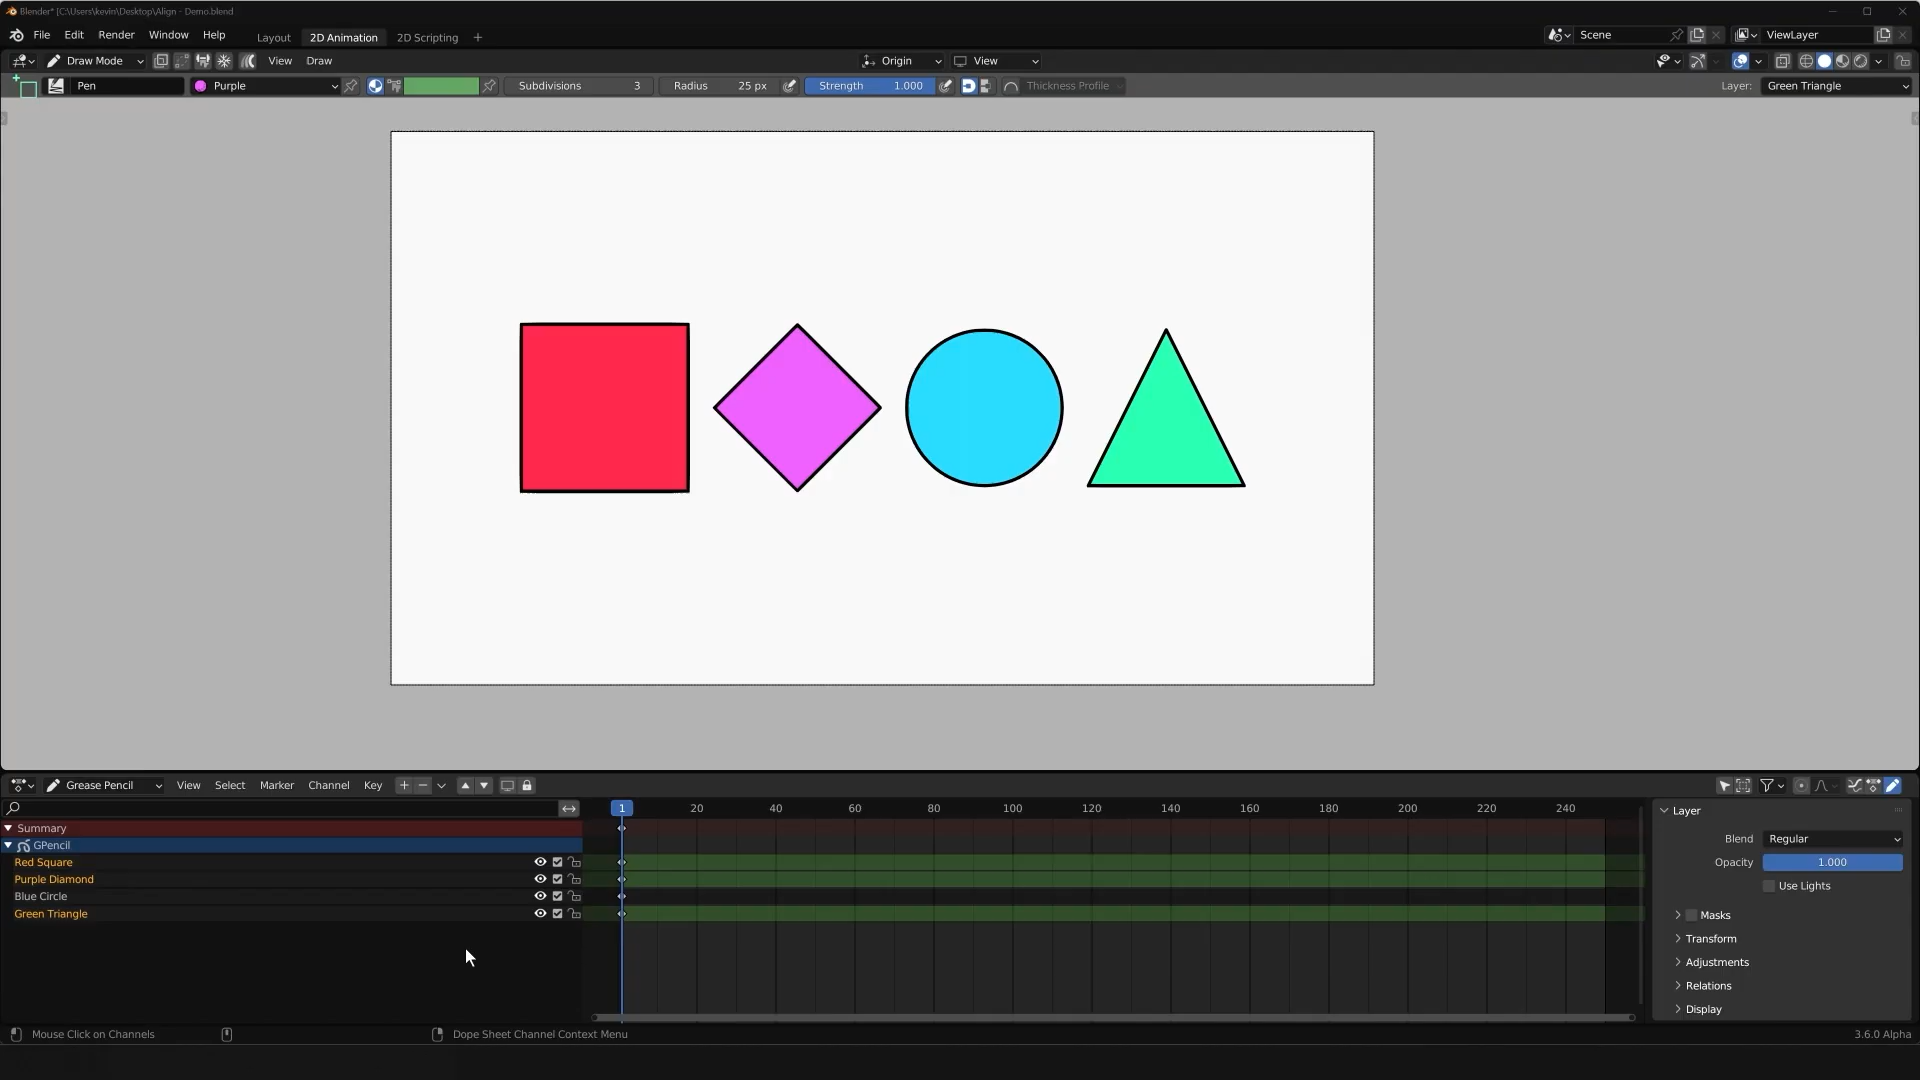 Blender* [C:\Users\kevin\Desktop\Align - Demo.blend
File Edit Render Window Help Layout 2D Animation 2D Scripting + Scene ViewLayer
Draw Mode View Draw Origin View
Pen Purple Subdivisions 3 Radius 25 px Strength 1.000 Thickness Profile Layer: Green Triangle
Grease Pencil View Select Marker Channel Key
1 20 40 60 80 100 120 140 160 180 200 220 240
Layer
Summary
Blend Regular
GPencil
Red Square
Opacity 1.000
Purple Diamond
Use Lights
Blue Circle
Green Triangle
Masks
Transform
Adjustments
Relations
Display
Mouse Click on Channels Dope Sheet Channel Context Menu 3.6.0 Alpha